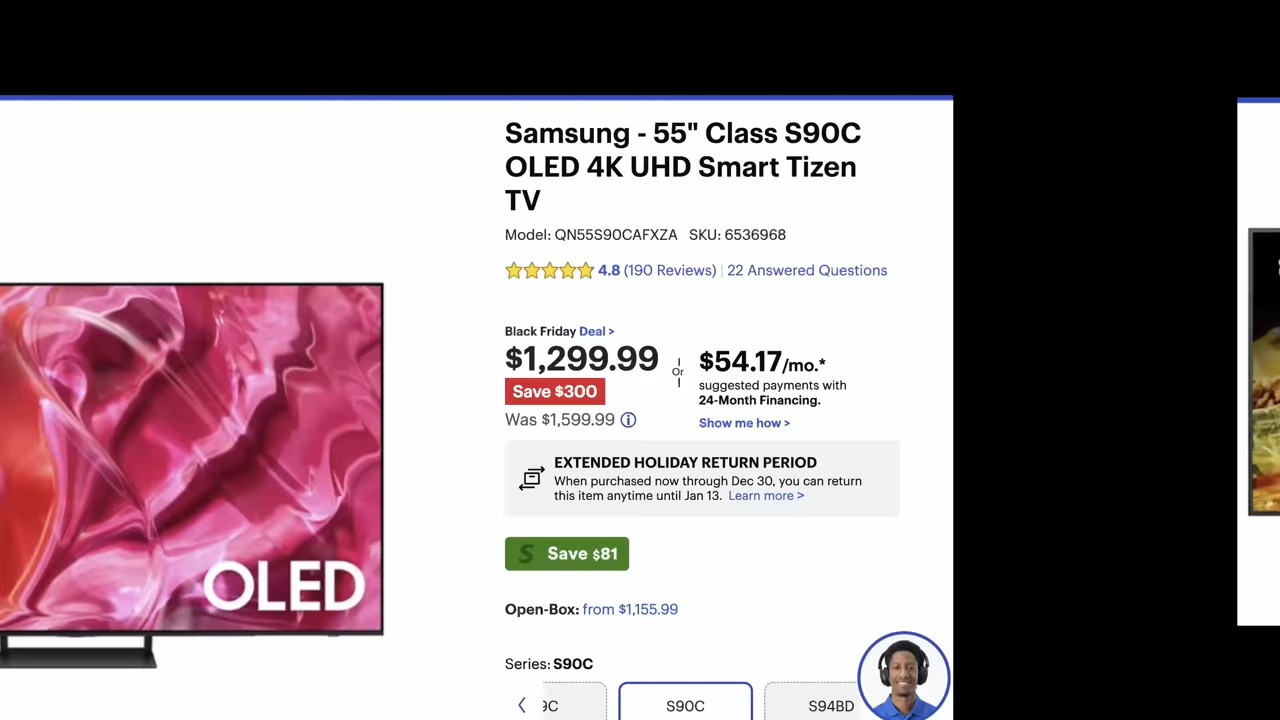 Samsung - 55" Class S90C
OLED 4K UHD Smart Tizen
TV
Model: QN55S90CAFXZA SKU: 6536968
4.8 (190 Reviews) | 22 Answered Questions
Black Friday Deal >
$1,299.99
Save $300
Was $1,599.99
Or
$54.17/mo.*
suggested payments with
24-Month Financing.
Show me how >
EXTENDED HOLIDAY RETURN PERIOD
When purchased now through Dec 30, you can return
this item anytime until Jan 13. Learn more >
S Save $81
OLED
Open-Box: from $1,155.99
Series: S90C
S90C
S94BD